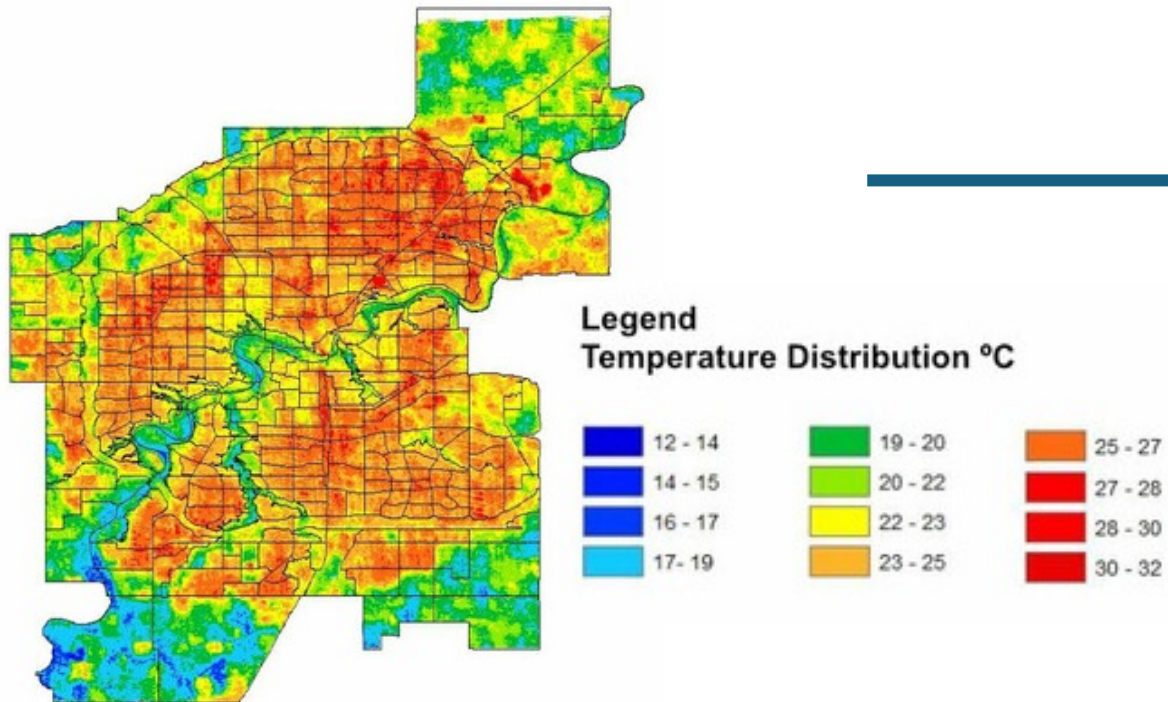 Legend
Temperature Distribution ºC
12 - 14
14 - 15
16 - 17
17- 19
19 - 20
20 - 22
22 - 23
23 - 25
25 - 27
27 - 28
28 - 30
30 - 32